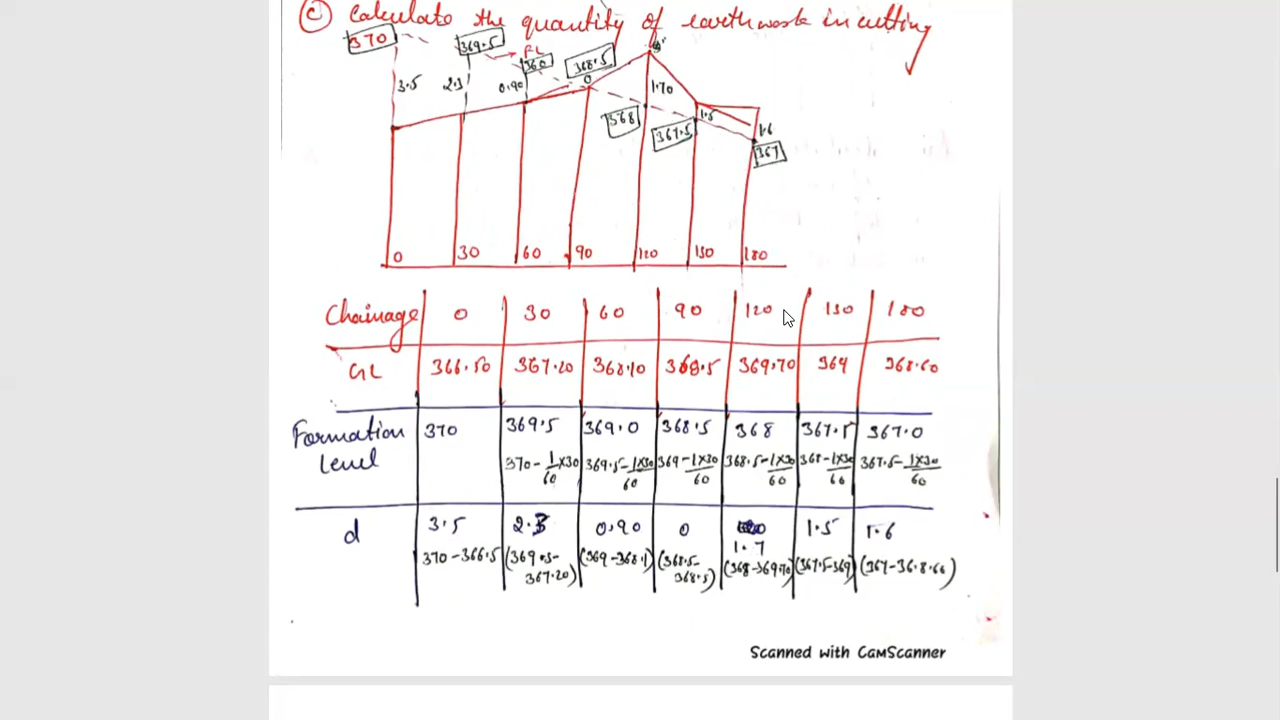 C Calculate the quantity of earthwork in cutting
370 369.5 FL 360 368.5
3.5 2.3 0.90 0 1.70
368 367.5 1.5 1.6 367
0 30 60 90 120 150 180
Chainage 0 30 60 90 120 150 180
GL 366.50 367.20 368.10 368.5 369.70 369 368.60
Formation Level 370 369.5 369.0 368.5 368 367.5 367.0
370-1/60×30 369.5-1×30/60 369-1×30/60 368.5-1×30/60 368-1×30/60 367.5-1×30/60
d 3.5 2.3 0.90 0 1.7 1.5 1.6
370-366.5 (369.5-367.20) (369-368.1) (368.5-368.5) (368-369.70) (367.5-369) (367-36.8.60)
Scanned with CamScanner